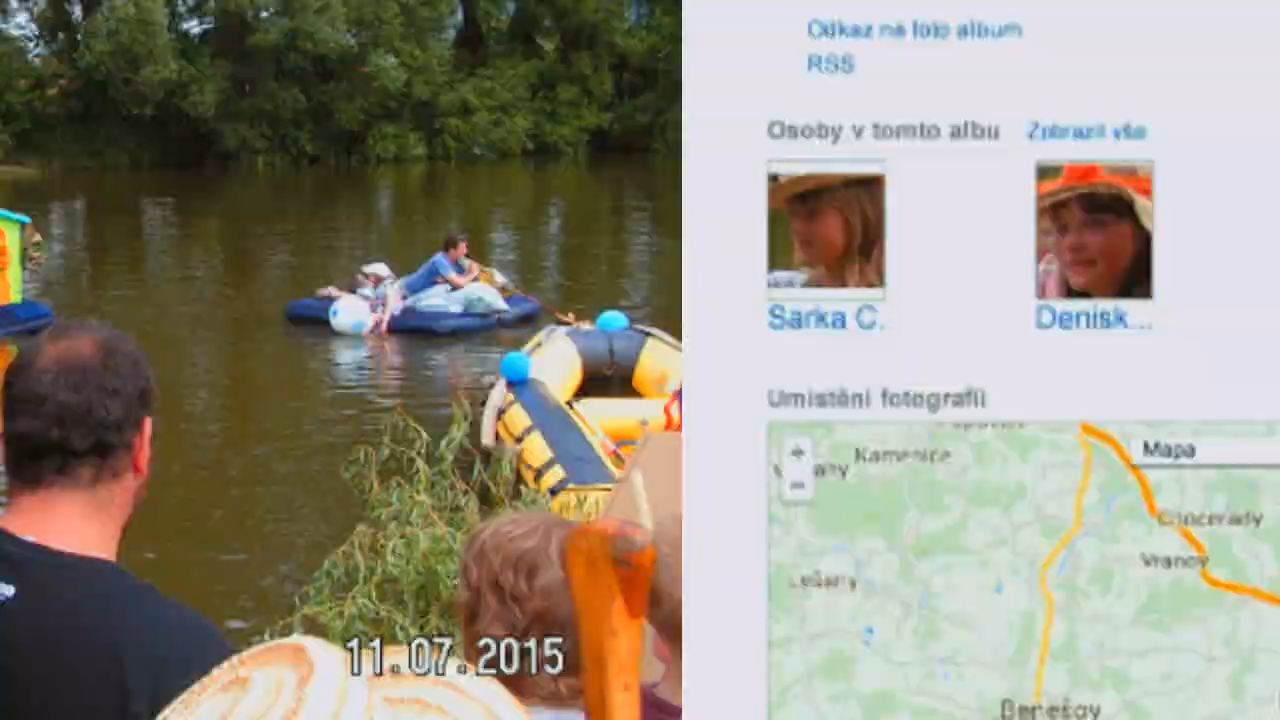 11.07.2015
Odkaz na foto album
RSS
Osoby v tomto albu Zobrazit vše
Sarka C.
Denisk...
Umístění fotografií
Kamenice
Mapa
Vranov
Lešany
Benešov